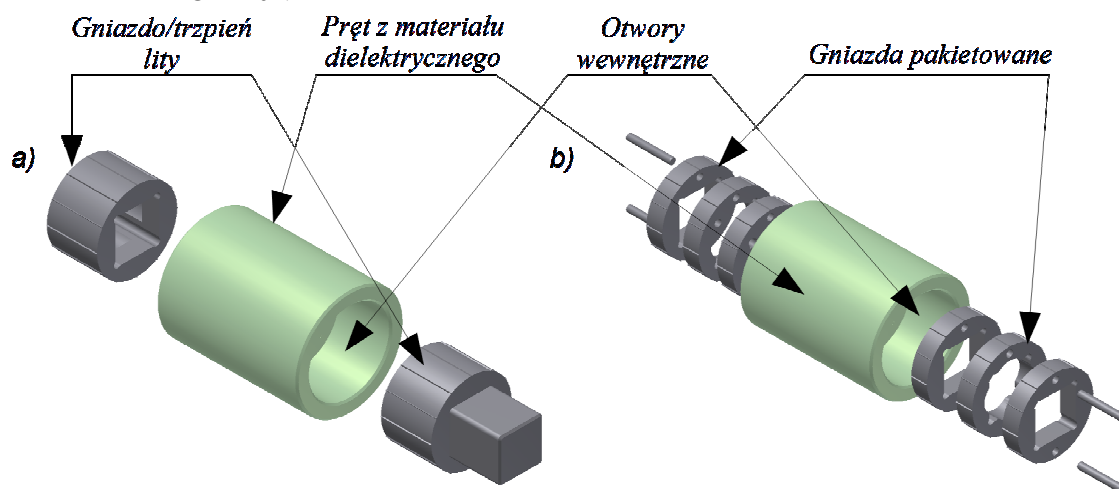 Gniazdo/trzpień
lity
Pręt z materiału
dielektrycznego
Otwory
wewnętrzne
Gniazda pakietowane
a)
b)